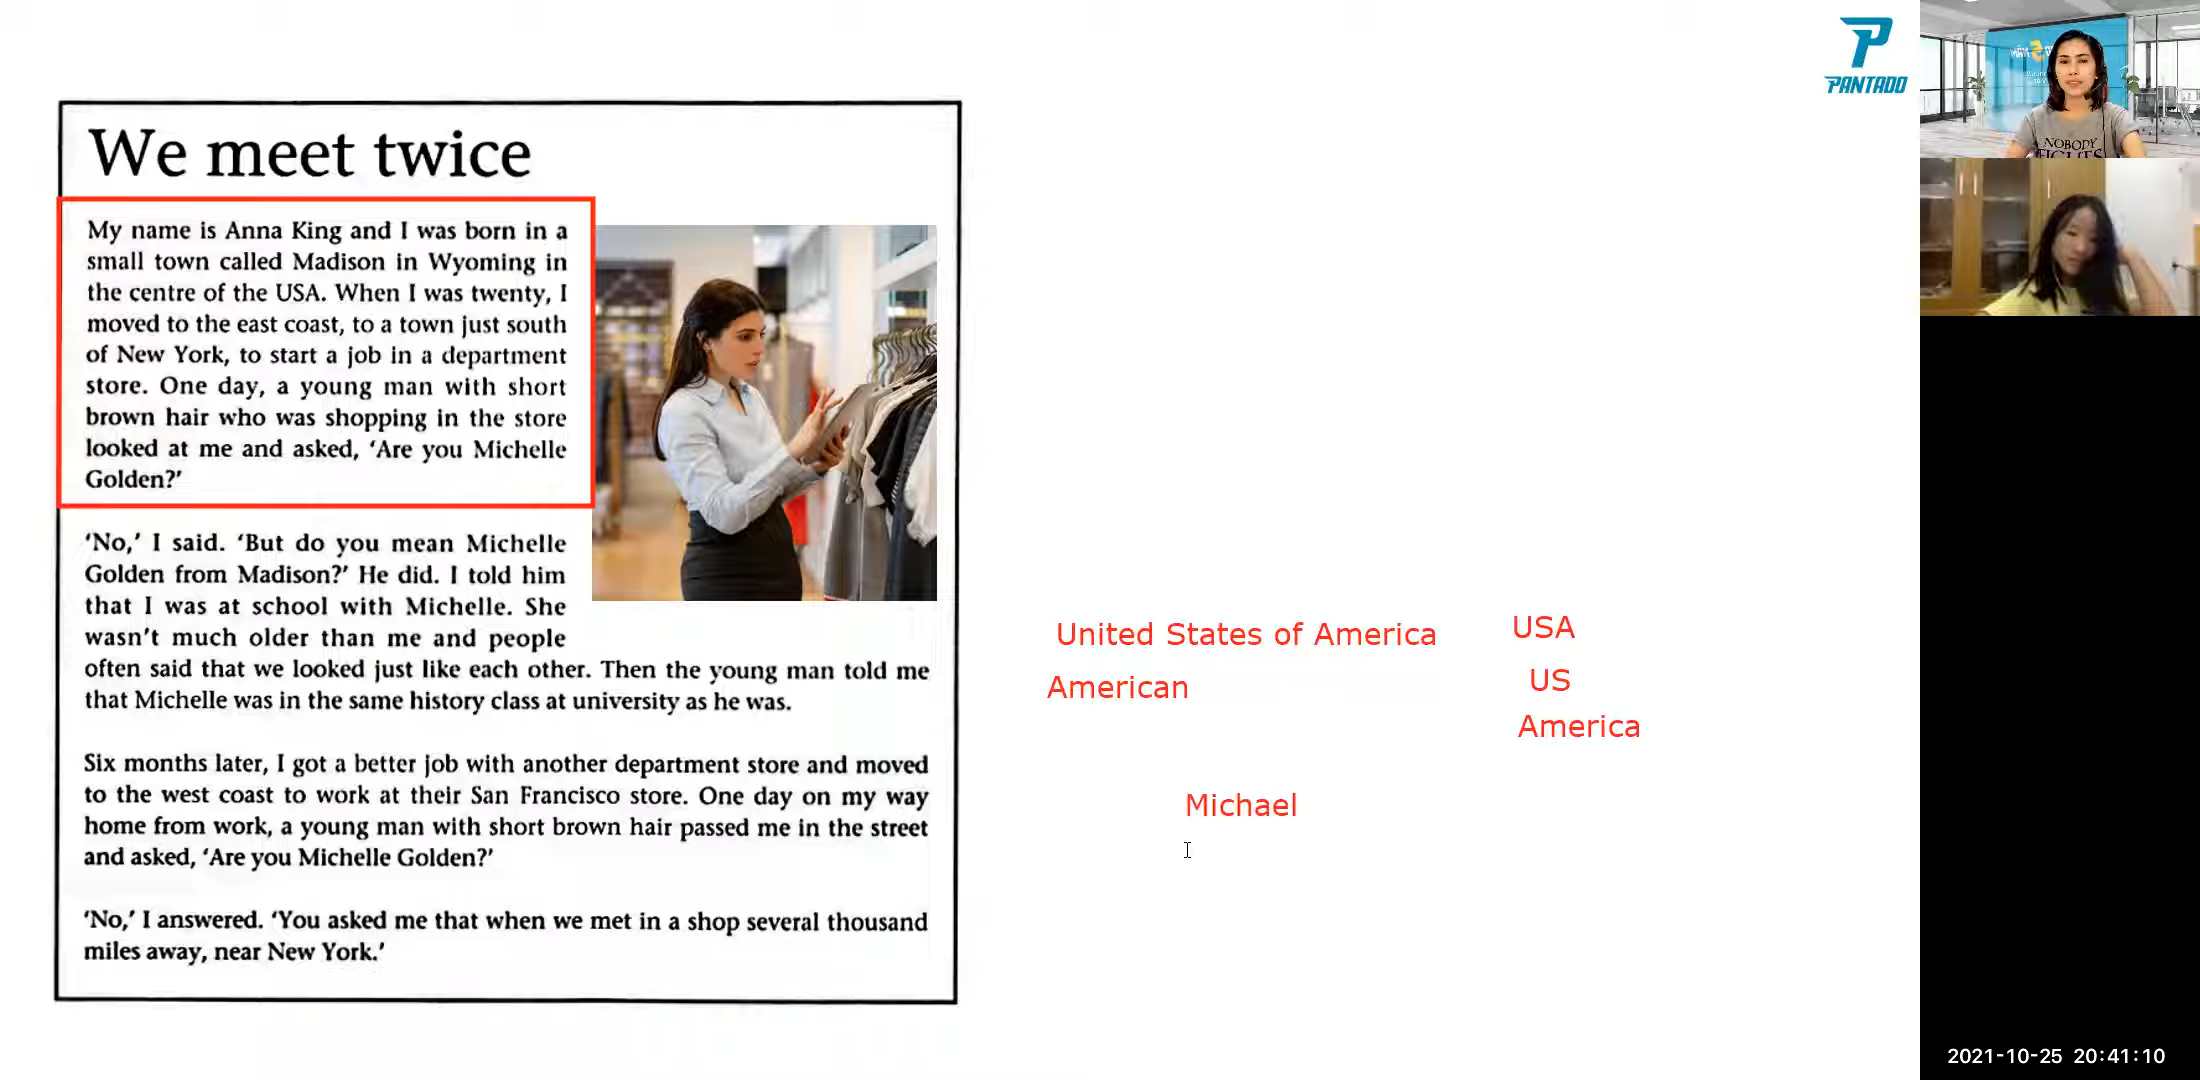 We meet twice
My name is Anna King and I was born in a
small town called Madison in Wyoming in
the centre of the USA. When I was twenty, I
moved to the east coast, to a town just south
of New York, to start a job in a department
store. One day, a young man with short
brown hair who was shopping in the store
looked at me and asked, ‘Are you Michelle
Golden?’
‘No,’ I said. ‘But do you mean Michelle
Golden from Madison?’ He did. I told him
that I was at school with Michelle. She
wasn’t much older than me and people
often said that we looked just like each other. Then the young man told me
that Michelle was in the same history class at university as he was.
Six months later, I got a better job with another department store and moved
to the west coast to work at their San Francisco store. One day on my way
home from work, a young man with short brown hair passed me in the street
and asked, ‘Are you Michelle Golden?’
‘No,’ I answered. ‘You asked me that when we met in a shop several thousand
miles away, near New York.’
United States of America
USA
American
US
America
Michael
PANTADO
NOBODY
2021-10-25 20:41:10